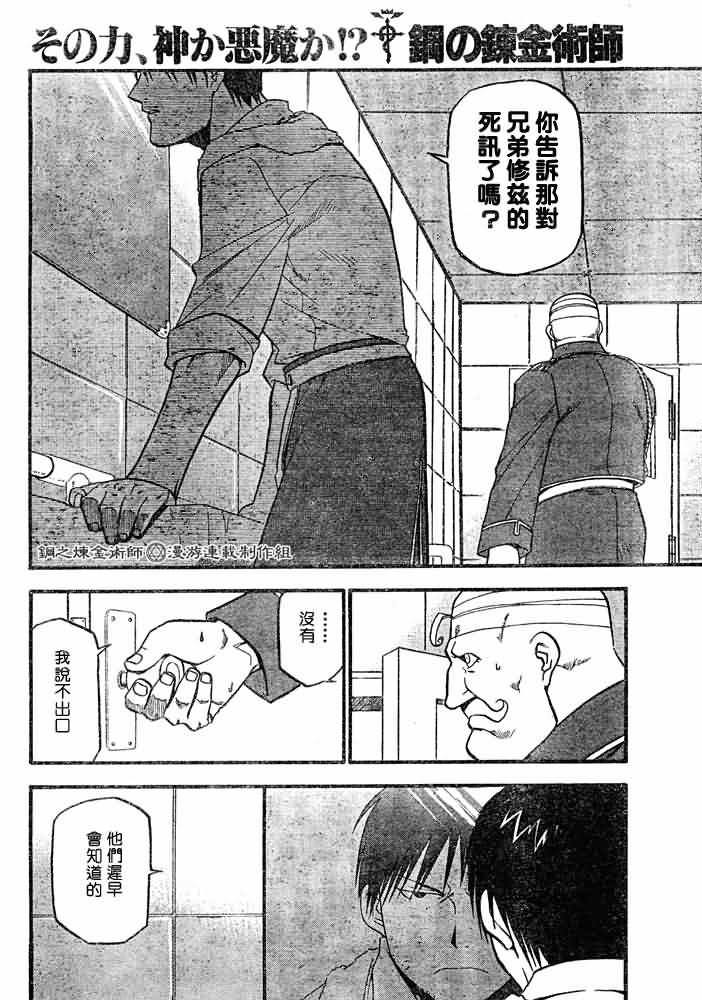 その力、神か悪魔か!? 鋼の錬金術師
你告訴那對
兄弟修兹的
死訊了嗎？
鋼之煉金術師 漫游連載制作組
……
沒有
我說不出口
他們遲早
會知道的